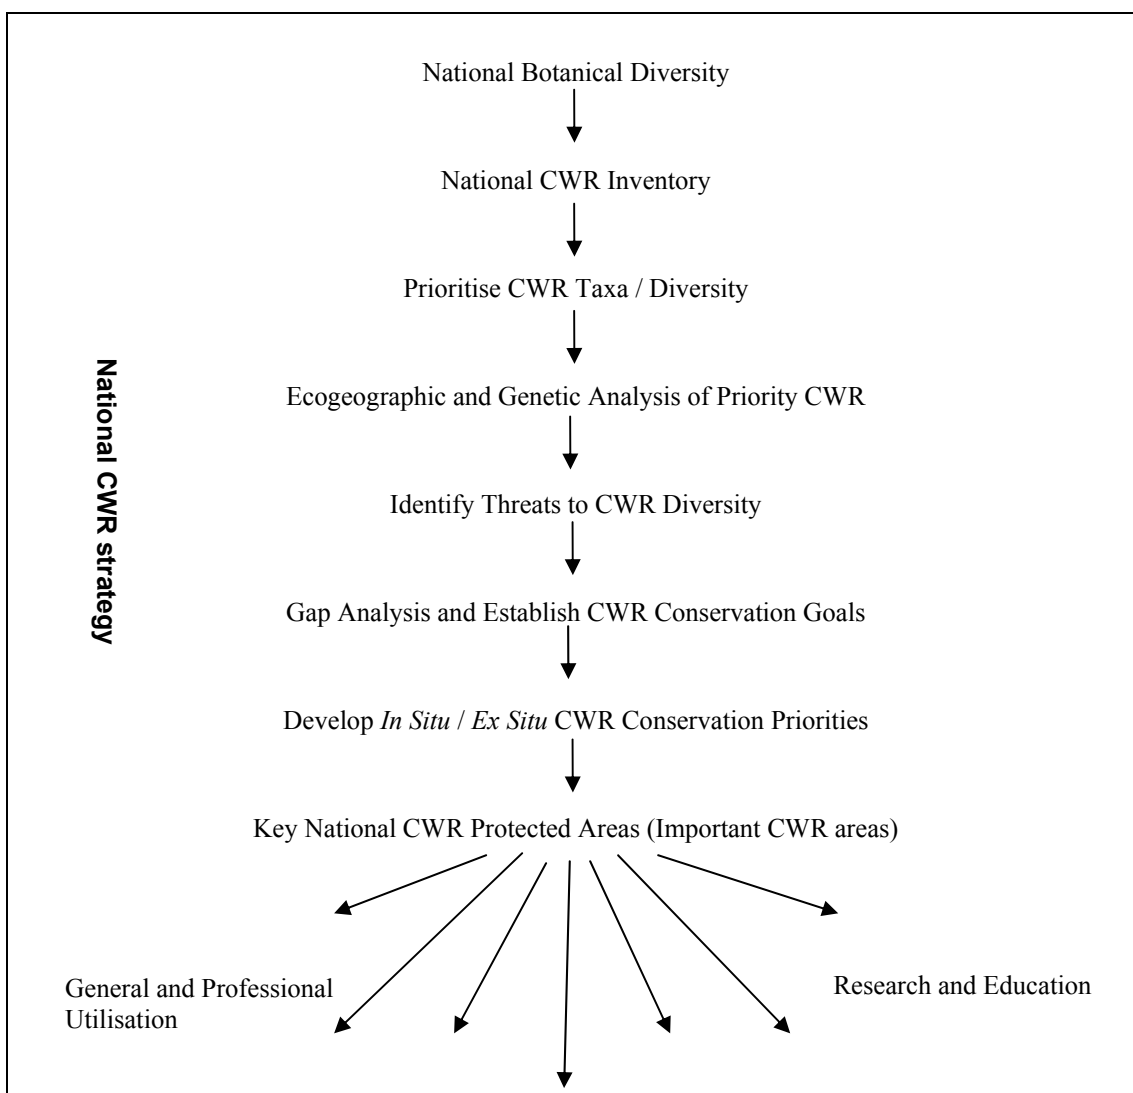 National Botanical Diversity
National CWR Inventory
Prioritise CWR Taxa / Diversity
Ecogeographic and Genetic Analysis of Priority CWR
National CWR strategy
Identify Threats to CWR Diversity
Gap Analysis and Establish CWR Conservation Goals
Develop In Situ / Ex Situ CWR Conservation Priorities
Key National CWR Protected Areas (Important CWR areas)
General and Professional
Utilisation
Research and Education